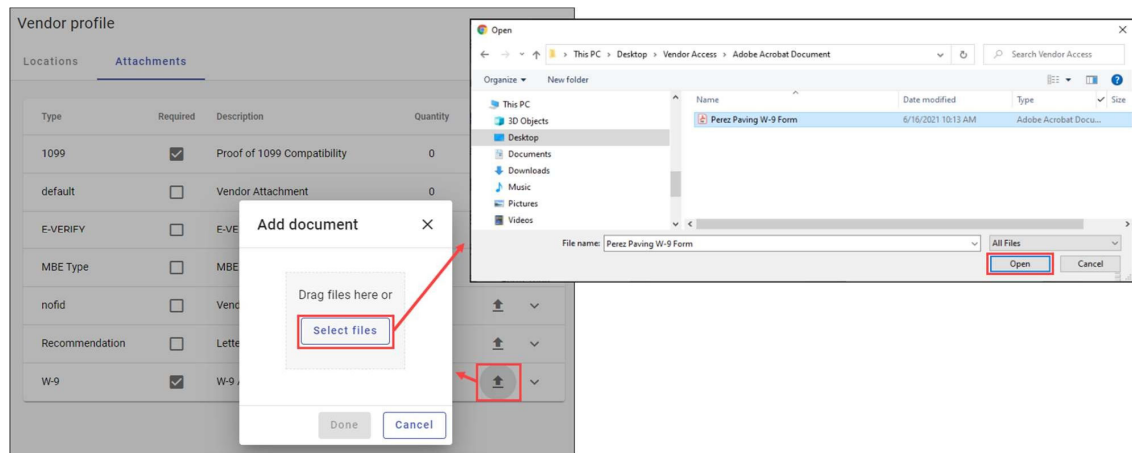 Vendor profile
Locations Attachments
Type Required Description Quantity
1099 Proof of 1099 Compatibility 0
default Vendor Attachment 0
E-VERIFY E-VE
MBE Type MBE
nofid Vend
Recommendation Lette
W-9 W-9
Add document
Drag files here or
Select files
Done Cancel
Open
This PC > Desktop > Vendor Access > Adobe Acrobat Document Search Vendor Access
Organize New folder
Name Date modified Type Size
This PC
3D Objects
Desktop
Documents
Downloads
Music
Pictures
Videos
Perez Paving W-9 Form 6/16/2021 10:13 AM Adobe Acrobat Docu...
File name: Perez Paving W-9 Form All Files
Open Cancel